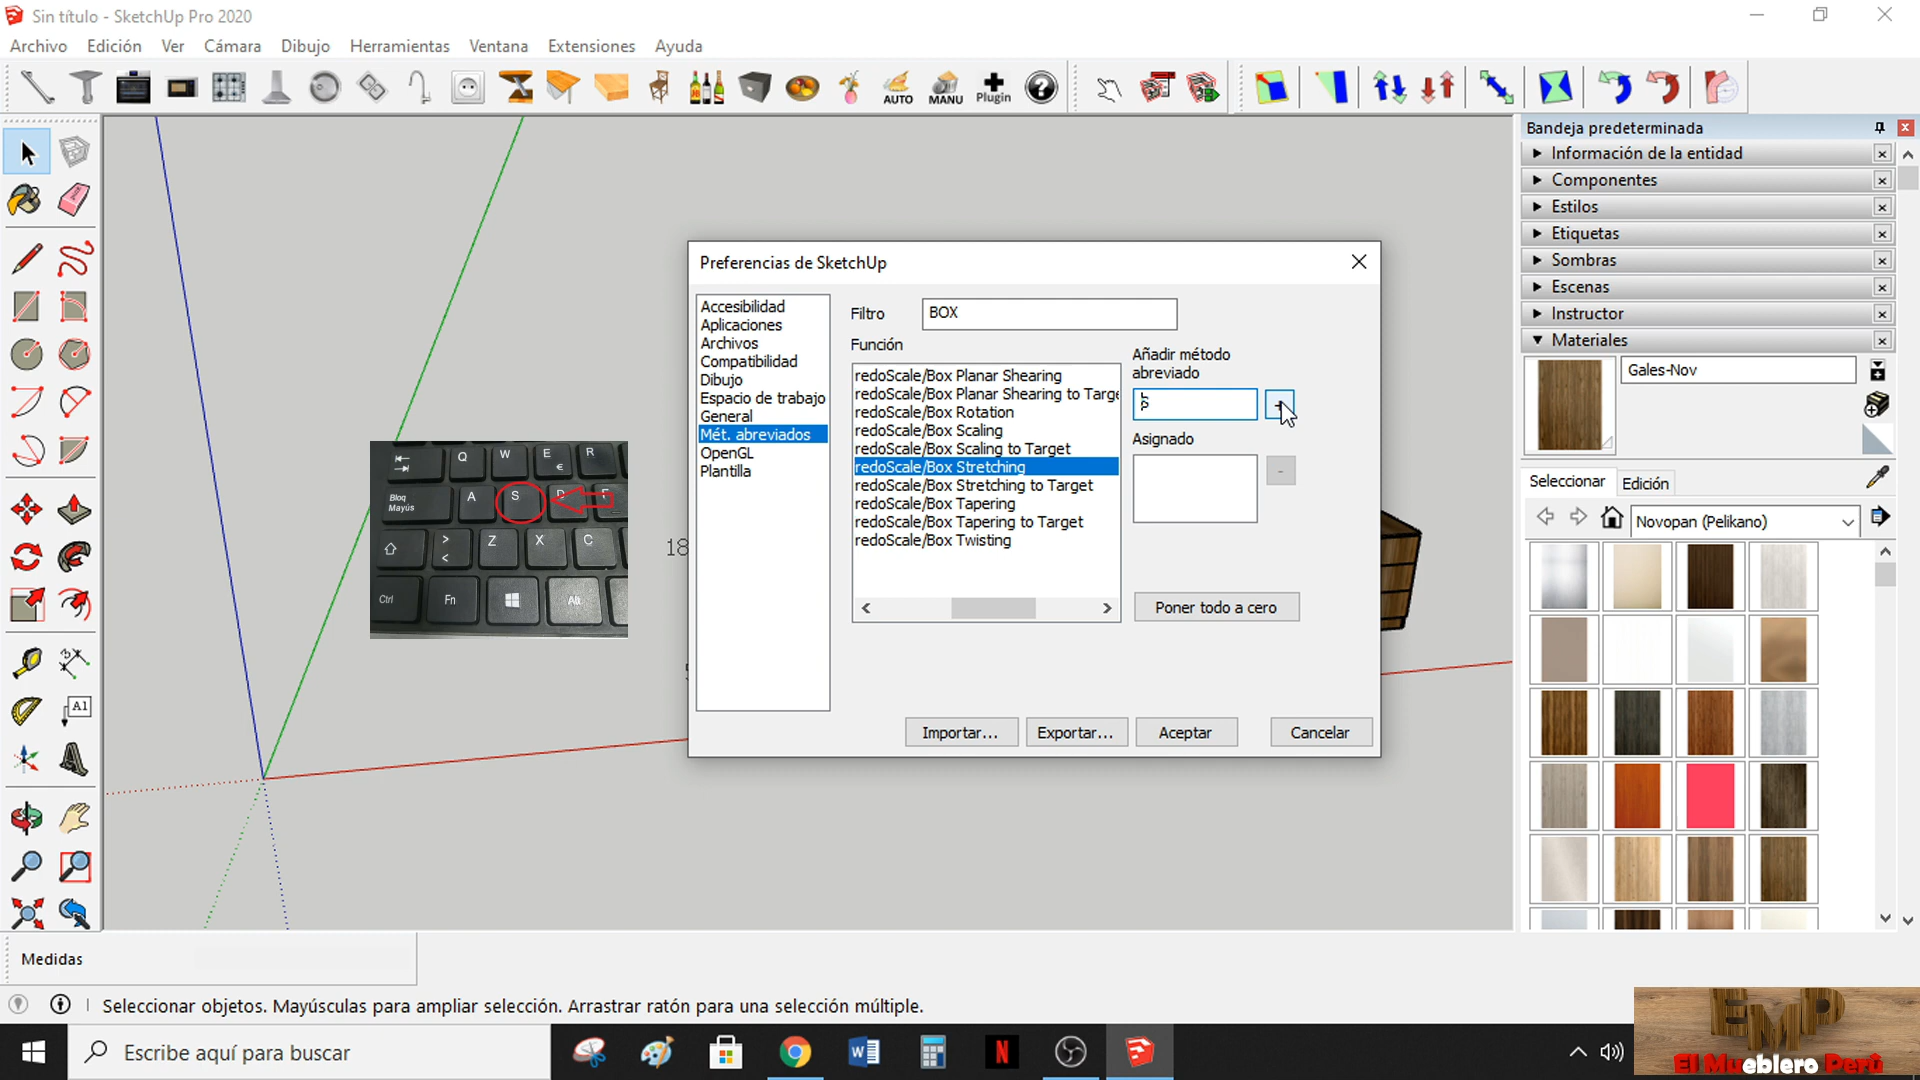 Sin título - SketchUp Pro 2020
Archivo Edición Ver Cámara Dibujo Herramientas Ventana Extensiones Ayuda
AUTO MANU Plugin
Bandeja predeterminada
Información de la entidad
Componentes
Estilos
Etiquetas
Sombras
Escenas
Instructor
Materiales
Gales-Nov
Seleccionar Edición
Novopan (Pelikano)
Preferencias de SketchUp
Accesibilidad
Aplicaciones
Archivos
Compatibilidad
Dibujo
Espacio de trabajo
General
Mét. abreviados
OpenGL
Plantilla
Filtro BOX
Función
redoScale/Box Planar Shearing
redoScale/Box Planar Shearing to Targe
redoScale/Box Rotation
redoScale/Box Scaling
redoScale/Box Scaling to Target
redoScale/Box Stretching
redoScale/Box Stretching to Target
redoScale/Box Tapering
redoScale/Box Tapering to Target
redoScale/Box Twisting
Añadir método
abreviado
Asignado
Poner todo a cero
Importar... Exportar... Aceptar Cancelar
Q W E € R
Bloq Mayús A S
> < Z X C
Ctrl Fn Alt
18
A1
Medidas
Seleccionar objetos. Mayúsculas para ampliar selección. Arrastrar ratón para una selección múltiple.
Escribe aquí para buscar
EMP
El Mueblero Perú